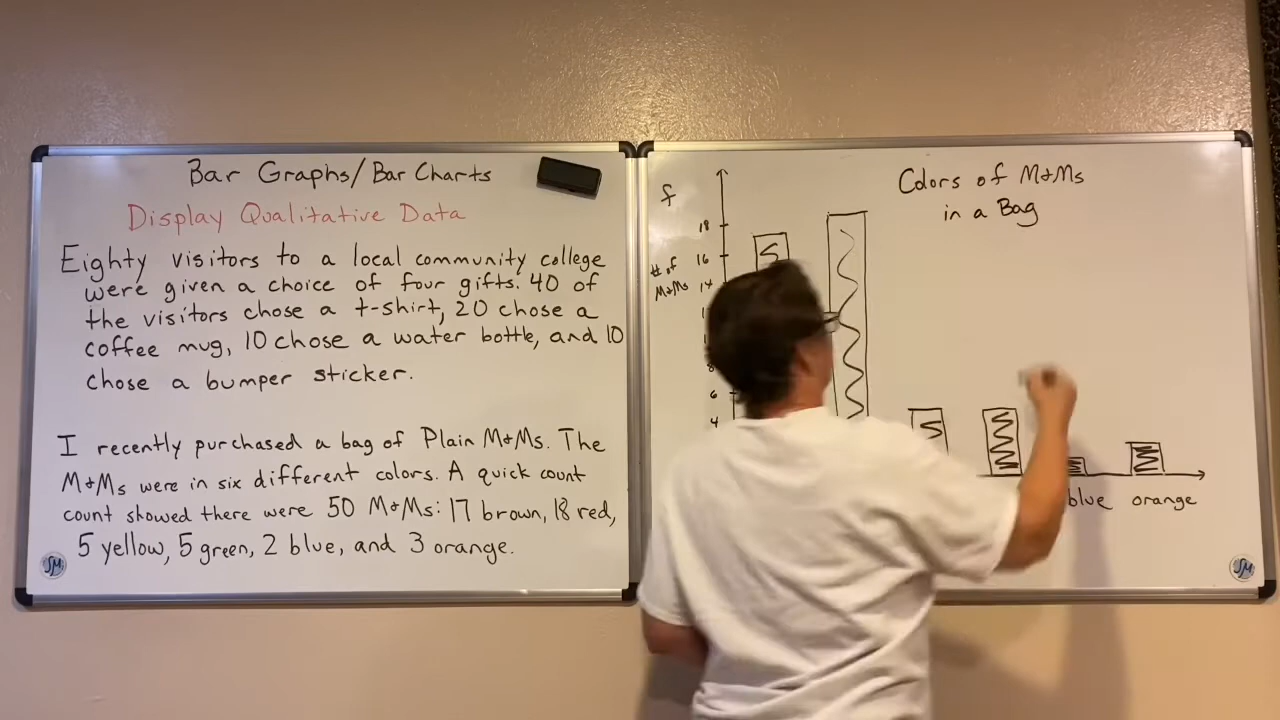 Bar Graphs/Bar Charts
Display Qualitative Data
Eighty visitors to a local community college
were given a choice of four gifts. 40 of
the visitors chose a t-shirt, 20 chose a
coffee mug, 10 chose a water bottle, and 10
chose a bumper sticker.
I recently purchased a bag of Plain M&Ms. The
M&Ms were in six different colors. A quick count
count showed there were 50 M&Ms: 17 brown, 18 red,
5 yellow, 5 green, 2 blue, and 3 orange.
SM
Colors of M&Ms
in a Bag
f
# of
M&Ms
18
16
14
6
4
blue orange
SM